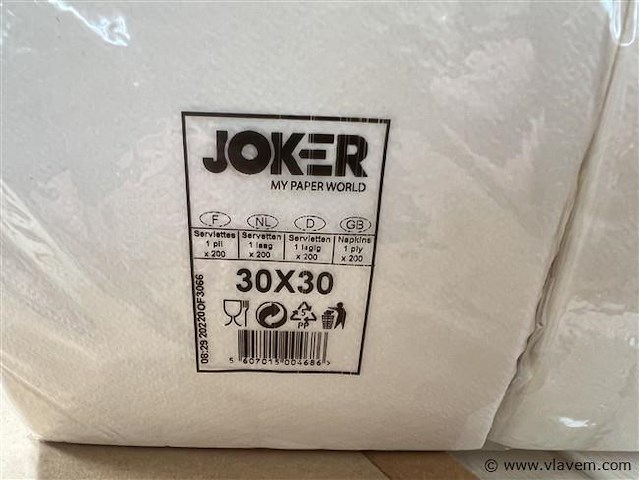 JOKER
MY PAPER WORLD
F NL D GB
Serviettes Servetten Servietten Napkins
1 pli 1 laag 1 lagig 1 ply
x 200 x 200 x 200 x 200
30X30
5
PP
08:29 20220OF3066
5 607015 004686 >
© www.vlavem.com